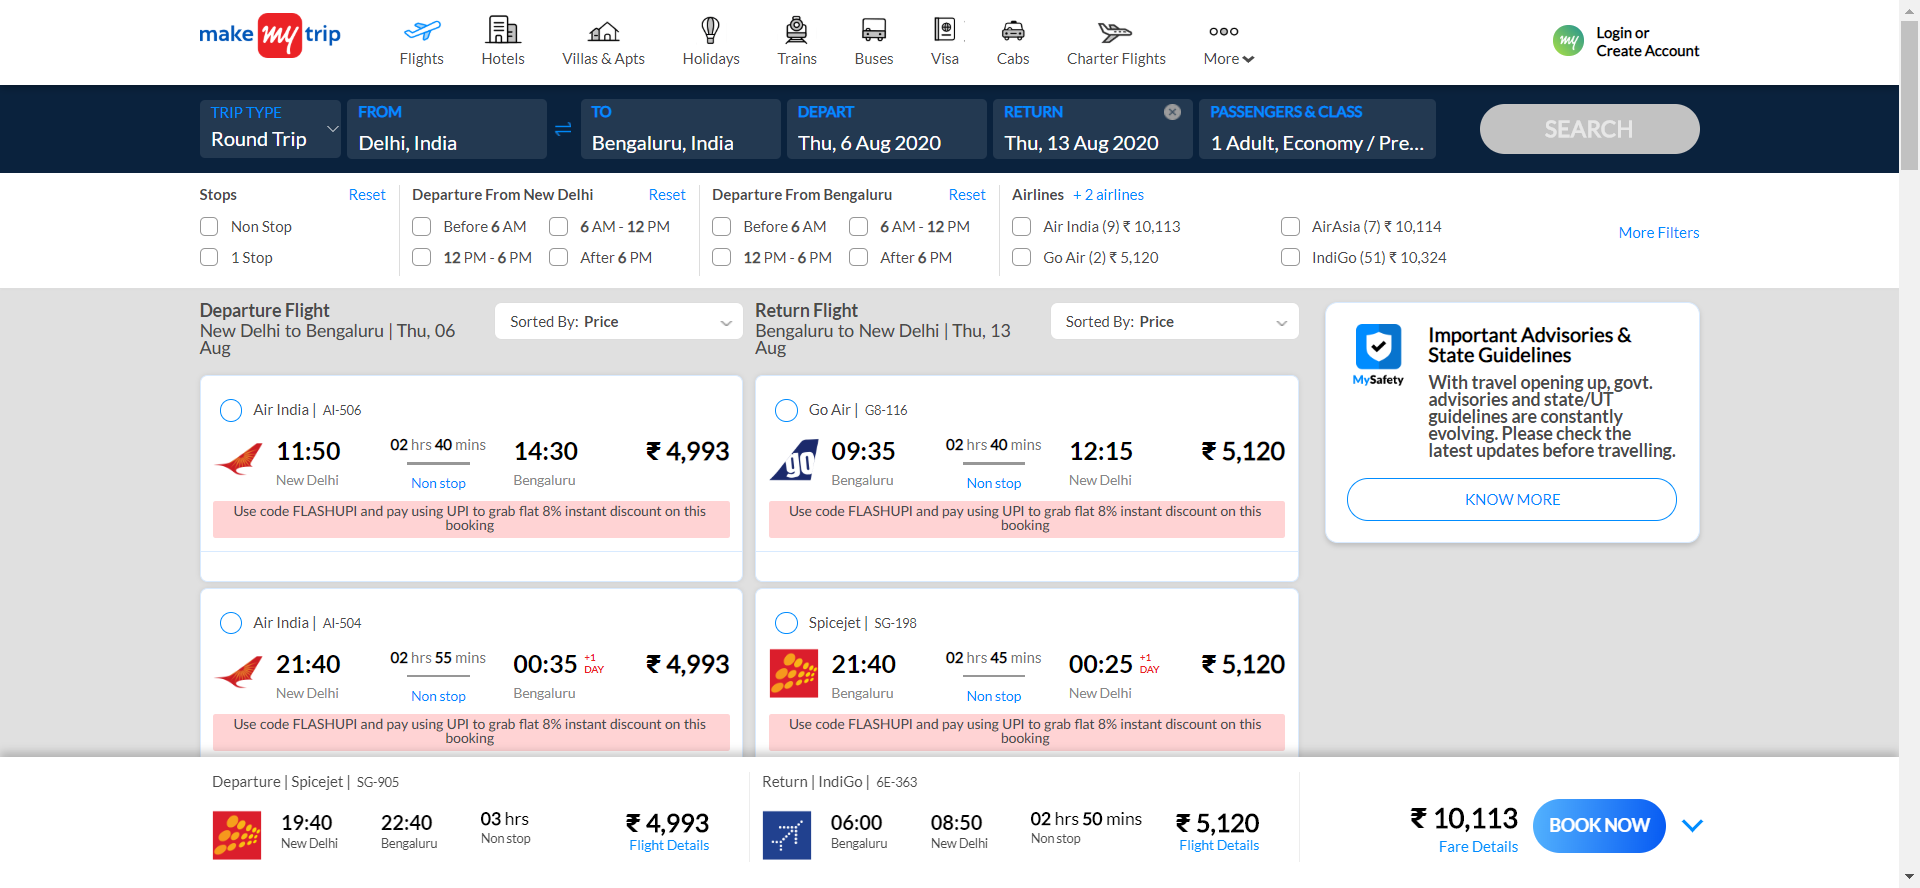 make my trip
Flights
Hotels
Villas & Apts
Holidays
Trains
Buses
Visa
Cabs
Charter Flights
More
my
Login or
Create Account
TRIP TYPE
Round Trip
FROM
Delhi, India
TO
Bengaluru, India
DEPART
Thu, 6 Aug 2020
RETURN
Thu, 13 Aug 2020
PASSENGERS & CLASS
1 Adult, Economy / Pre...
SEARCH
Stops Reset
Non Stop
1 Stop
Departure From New Delhi Reset
Before 6 AM 6 AM - 12 PM
12 PM - 6 PM After 6 PM
Departure From Bengaluru Reset
Before 6 AM 6 AM - 12 PM
12 PM - 6 PM After 6 PM
Airlines + 2 airlines
Air India (9) ₹ 10,113 AirAsia (7) ₹ 10,114
Go Air (2) ₹ 5,120 IndiGo (51) ₹ 10,324
More Filters
Departure Flight
New Delhi to Bengaluru | Thu, 06
Aug
Sorted By: Price
Air India | AI-506
11:50 02 hrs 40 mins 14:30 ₹ 4,993
New Delhi Non stop Bengaluru
Use code FLASHUPI and pay using UPI to grab flat 8% instant discount on this
booking
Air India | AI-504
21:40 02 hrs 55 mins 00:35 +1 DAY ₹ 4,993
New Delhi Non stop Bengaluru
Use code FLASHUPI and pay using UPI to grab flat 8% instant discount on this
booking
Return Flight
Bengaluru to New Delhi | Thu, 13
Aug
Sorted By: Price
Go Air | G8-116
go 09:35 02 hrs 40 mins 12:15 ₹ 5,120
Bengaluru Non stop New Delhi
Use code FLASHUPI and pay using UPI to grab flat 8% instant discount on this
booking
Spicejet | SG-198
21:40 02 hrs 45 mins 00:25 +1 DAY ₹ 5,120
Bengaluru Non stop New Delhi
Use code FLASHUPI and pay using UPI to grab flat 8% instant discount on this
booking
MySafety
Important Advisories &
State Guidelines
With travel opening up, govt.
advisories and state/UT
guidelines are constantly
evolving. Please check the
latest updates before travelling.
KNOW MORE
Departure | Spicejet | SG-905
19:40 22:40 03 hrs ₹ 4,993
New Delhi Bengaluru Non stop Flight Details
Return | IndiGo | 6E-363
06:00 08:50 02 hrs 50 mins ₹ 5,120
Bengaluru New Delhi Non stop Flight Details
₹ 10,113
Fare Details
BOOK NOW